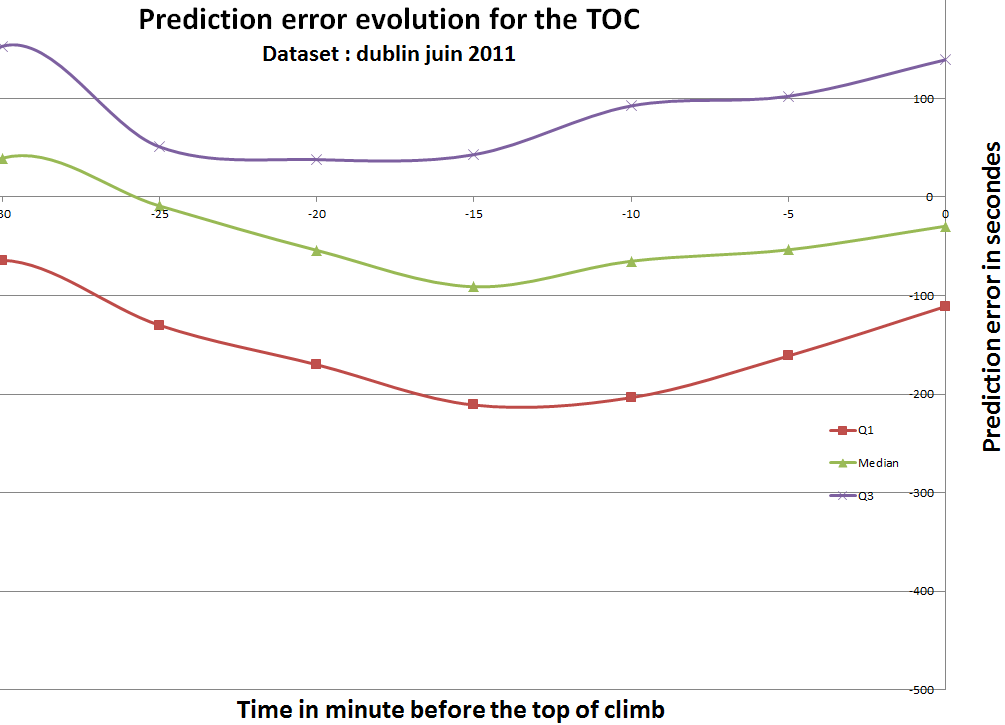 Prediction error evolution for the TOC
Dataset : dublin juin 2011
100
0
30 -25 -20 -15 -10 -5 0
-100
-200
-300
-400
-500
Q1
Median
Q3
Prediction error in secondes
Time in minute before the top of climb